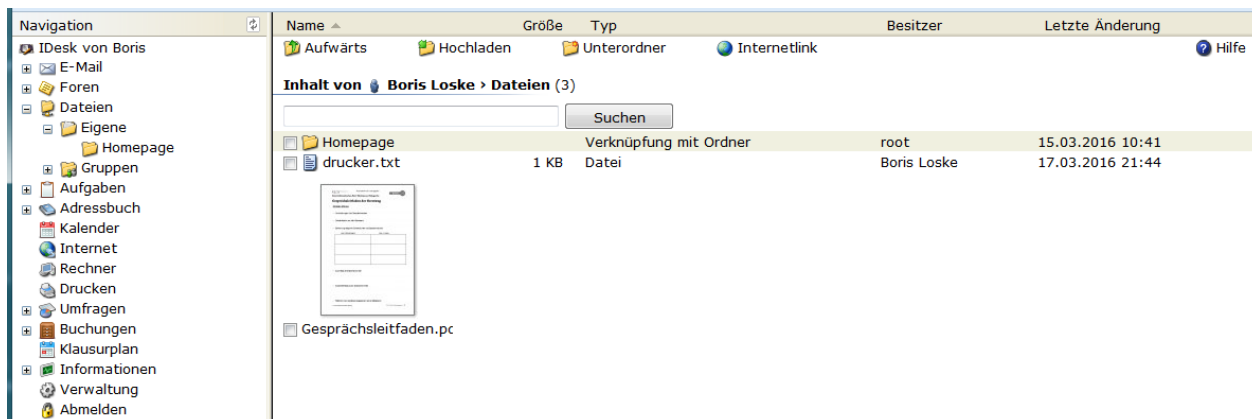 Navigation
IDesk von Boris
E-Mail
Foren
Dateien
Eigene
Homepage
Gruppen
Aufgaben
Adressbuch
Kalender
Internet
Rechner
Drucken
Umfragen
Buchungen
Klausurplan
Informationen
Verwaltung
Abmelden
Name Größe Typ Besitzer Letzte Änderung
Aufwärts Hochladen Unterordner Internetlink Hilfe
Inhalt von Boris Loske › Dateien (3)
Suchen
Homepage Verknüpfung mit Ordner root 15.03.2016 10:41
drucker.txt 1 KB Datei Boris Loske 17.03.2016 21:44
Gesprächsleitfaden.pd